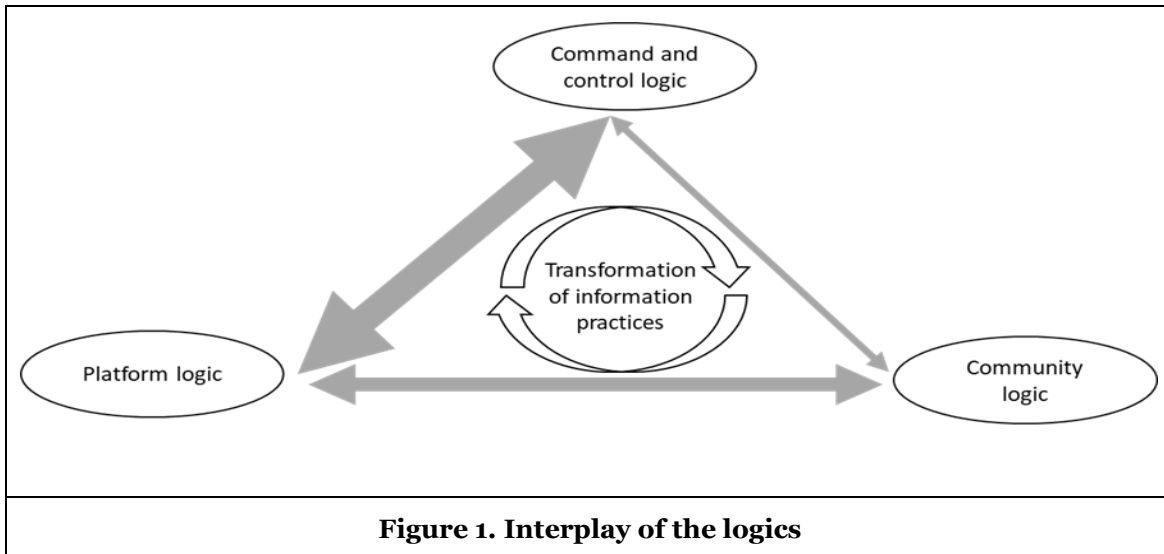 Command and
control logic
Transformation
of information
practices
Platform logic
Community
logic
Figure 1. Interplay of the logics